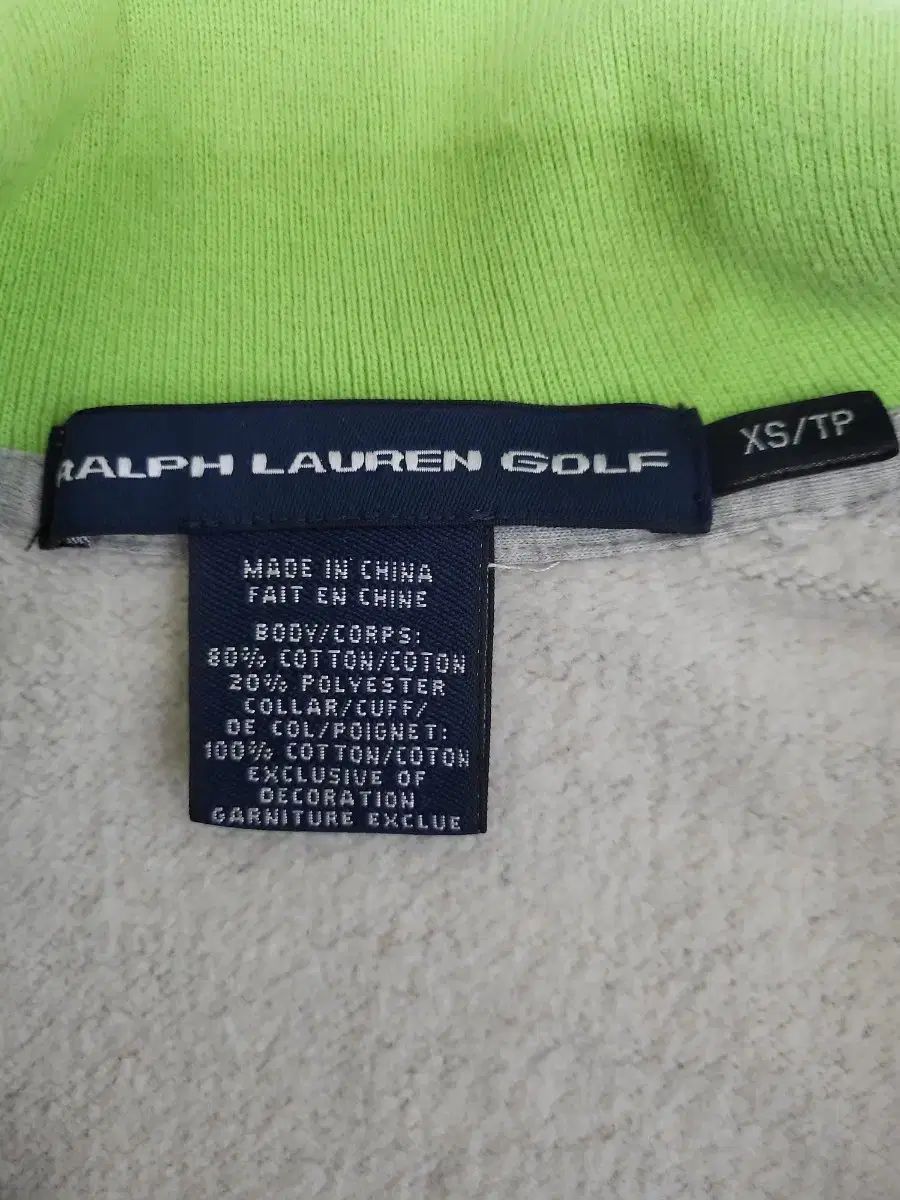 RALPH LAUREN GOLF
XS/TP
MADE IN CHINA
FAIT EN CHINE
BODY/CORPS:
80% COTTON/COTON
20% POLYESTER
COLLAR/CUFF/
DE COL/POIGNET:
100% COTTON/COTON
EXCLUSIVE OF
DECORATION
GARNITURE EXCLUE